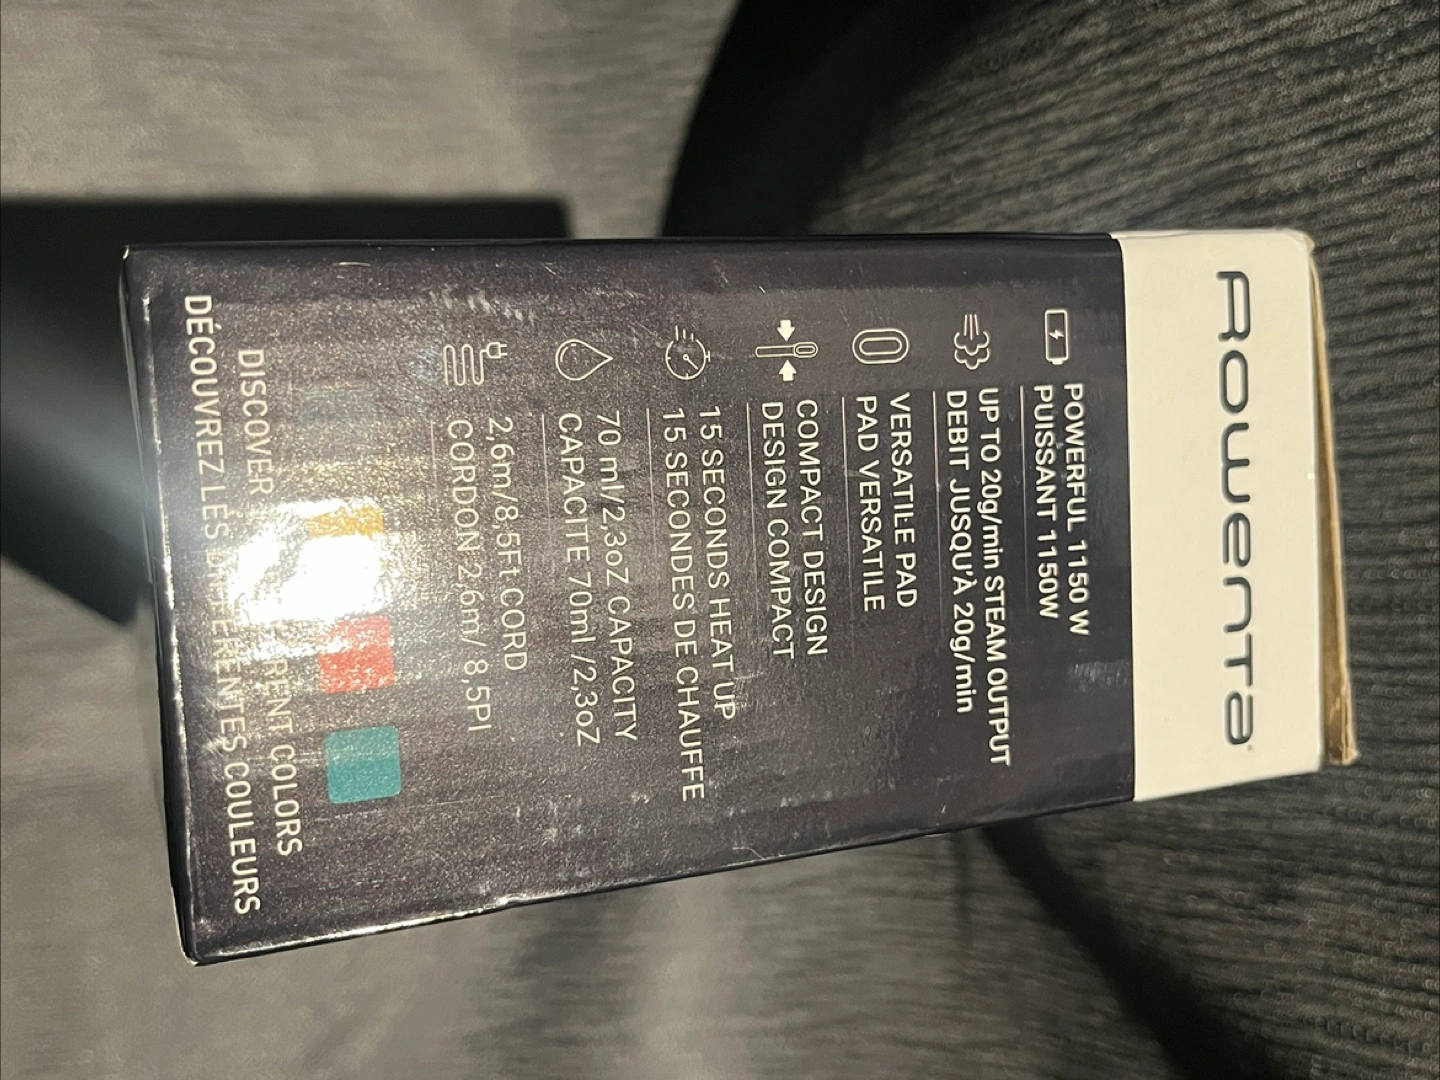 Rowenta
POWERFUL 1150 W
PUISSANT 1150W
UP TO 20g/min STEAM OUTPUT
DEBIT JUSQU'À 20g/min
VERSATILE PAD
PAD VERSATILE
COMPACT DESIGN
DESIGN COMPACT
15 SECONDS HEAT UP
15 SECONDES DE CHAUFFE
70 ml/2,3oZ CAPACITY
CAPACITE 70ml /2,3oZ
2,6m/8,5Ft CORD
CORDON 2,6m/ 8,5PI
DISCOVER COLORS
DÉCOUVREZ LES DIFFÉRENTES COULEURS